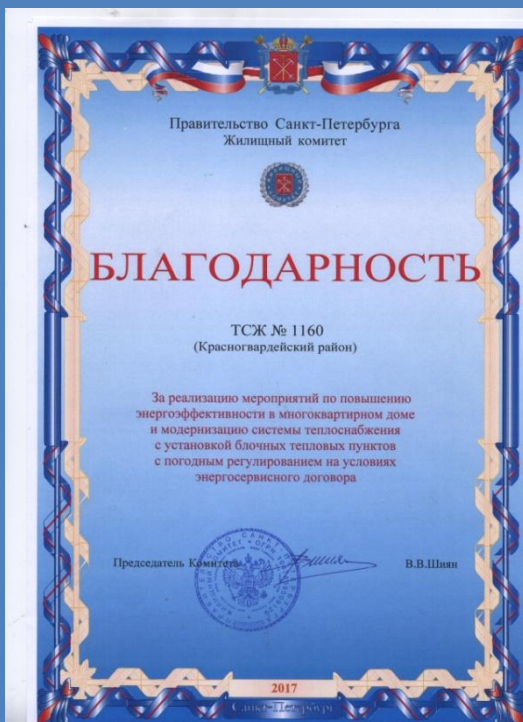 Правительство Санкт-Петербурга
Жилищный комитет
БЛАГОДАРНОСТЬ
ТСЖ № 1160
(Красногвардейский район)
За реализацию мероприятий по повышению
энергоэффективности в многоквартирном доме
и модернизацию системы теплоснабжения
с установкой блочных тепловых пунктов
с погодным регулированием на условиях
энергосервисного договора
Председатель Комитета В.В.Шиян
2017
Санкт-Петербург